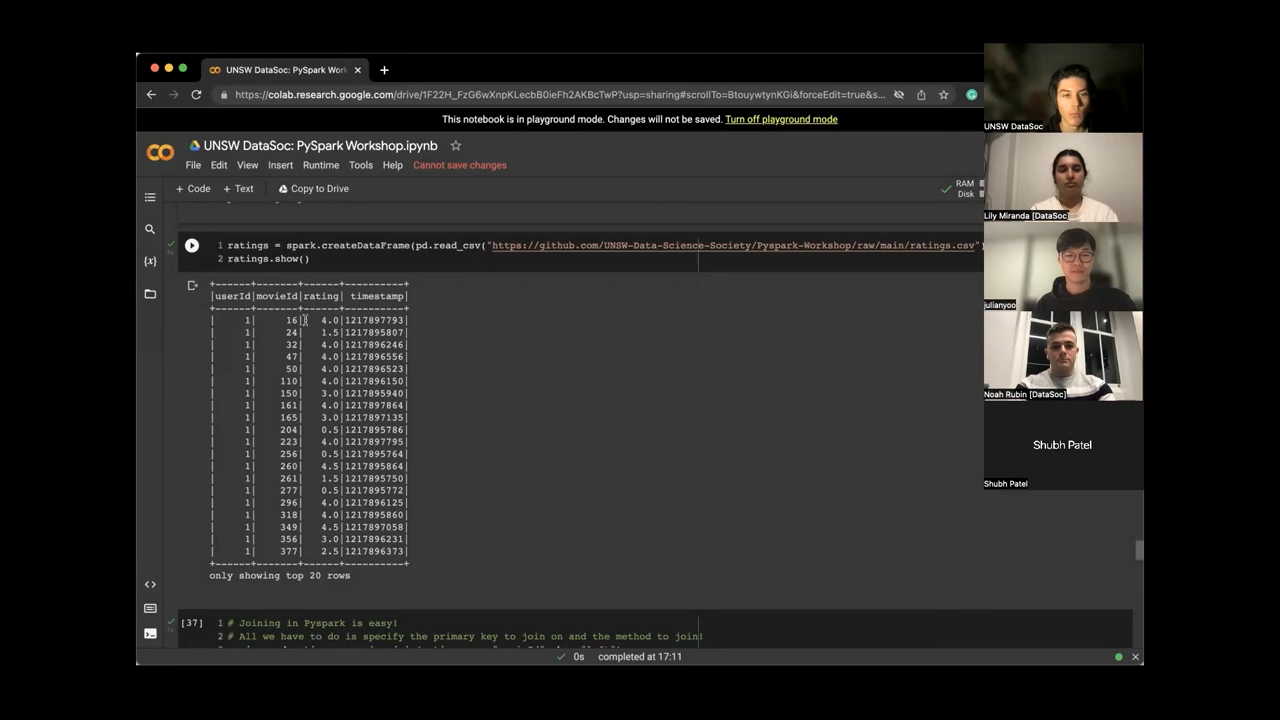 UNSW DataSoc: PySpark Work
https://colab.research.google.com/drive/1F22H_FzG6wXnpKLecbB0ieFh2AKBcTwP?usp=sharing#scrollTo=BtouywtynKGi&forceEdit=true&s...
This notebook is in playground mode. Changes will not be saved. Turn off playground mode
UNSW DataSoc: PySpark Workshop.ipynb
File Edit View Insert Runtime Tools Help Cannot save changes
+ Code + Text Copy to Drive
RAM
Disk
1 ratings = spark.createDataFrame(pd.read_csv("https://github.com/UNSW-Data-Science-Society/Pyspark-Workshop/raw/main/ratings.csv")
2 ratings.show()
+------+-------+------+----------+
|userId|movieId|rating| timestamp|
+------+-------+------+----------+
| 1| 16| 4.0|1217897793|
| 1| 24| 1.5|1217895807|
| 1| 32| 4.0|1217896246|
| 1| 47| 4.0|1217896556|
| 1| 50| 4.0|1217896523|
| 1| 110| 4.0|1217896150|
| 1| 150| 3.0|1217895940|
| 1| 161| 4.0|1217897864|
| 1| 165| 3.0|1217897135|
| 1| 204| 0.5|1217895786|
| 1| 223| 4.0|1217897795|
| 1| 256| 0.5|1217895764|
| 1| 260| 4.5|1217895864|
| 1| 261| 1.5|1217895750|
| 1| 277| 0.5|1217895772|
| 1| 296| 4.0|1217896125|
| 1| 318| 4.0|1217895860|
| 1| 349| 4.5|1217897058|
| 1| 356| 3.0|1217896231|
| 1| 377| 2.5|1217896373|
+------+-------+------+----------+
only showing top 20 rows
[37] 1 # Joining in Pyspark is easy!
2 # All we have to do is specify the primary key to join on and the method to join!
0s completed at 17:11
UNSW DataSoc
Lily Miranda [DataSoc]
julianyoo
Noah Rubin [DataSoc]
Shubh Patel
Shubh Patel